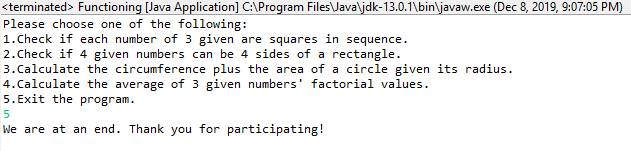 <terminated> Functioning [Java Application] C:\Program Files\Java\jdk-13.0.1\bin\javaw.exe (Dec 8, 2019, 9:07:05 PM)
Please choose one of the following:
1.Check if each number of 3 given are squares in sequence.
2.Check if 4 given numbers can be 4 sides of a rectangle.
3.Calculate the circumference plus the area of a circle given its radius.
4.Calculate the average of 3 given numbers' factorial values.
5.Exit the program.
5
We are at an end. Thank you for participating!